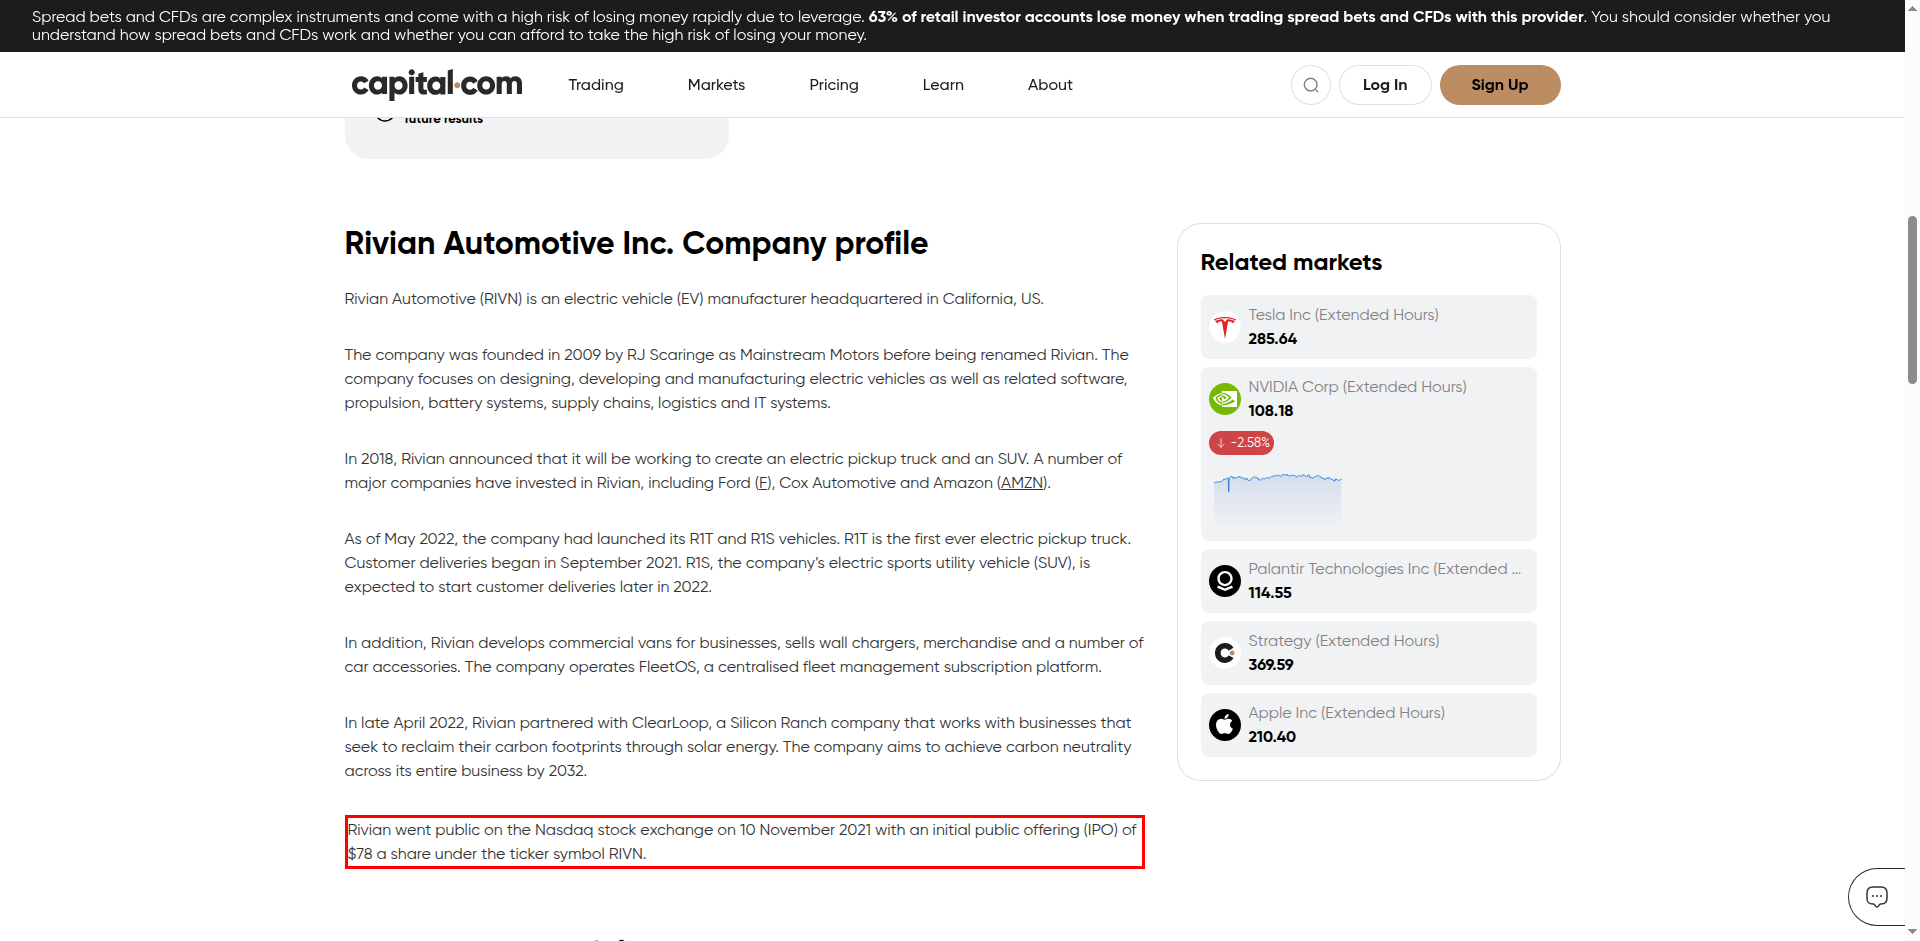 Spread bets and CFDs are complex instruments and come with a high risk of losing money rapidly due to leverage. 63% of retail investor accounts lose money when trading spread bets and CFDs with this provider. You should consider whether you
understand how spread bets and CFDs work and whether you can afford to take the high risk of losing your money.
capital.com
Trading
Markets
Pricing
Learn
About
Log In
Sign Up
future results
Rivian Automotive Inc. Company profile
Rivian Automotive (RIVN) is an electric vehicle (EV) manufacturer headquartered in California, US.
The company was founded in 2009 by RJ Scaringe as Mainstream Motors before being renamed Rivian. The
company focuses on designing, developing and manufacturing electric vehicles as well as related software,
propulsion, battery systems, supply chains, logistics and IT systems.
In 2018, Rivian announced that it will be working to create an electric pickup truck and an SUV. A number of
major companies have invested in Rivian, including Ford (F), Cox Automotive and Amazon (AMZN).
As of May 2022, the company had launched its R1T and R1S vehicles. R1T is the first ever electric pickup truck.
Customer deliveries began in September 2021. R1S, the company’s electric sports utility vehicle (SUV), is
expected to start customer deliveries later in 2022.
In addition, Rivian develops commercial vans for businesses, sells wall chargers, merchandise and a number of
car accessories. The company operates FleetOS, a centralised fleet management subscription platform.
In late April 2022, Rivian partnered with ClearLoop, a Silicon Ranch company that works with businesses that
seek to reclaim their carbon footprints through solar energy. The company aims to achieve carbon neutrality
across its entire business by 2032.
Rivian went public on the Nasdaq stock exchange on 10 November 2021 with an initial public offering (IPO) of
$78 a share under the ticker symbol RIVN.
Related markets
Tesla Inc (Extended Hours)
285.64
NVIDIA Corp (Extended Hours)
108.18
↓ -2.58%
Palantir Technologies Inc (Extended ...
114.55
Strategy (Extended Hours)
369.59
Apple Inc (Extended Hours)
210.40